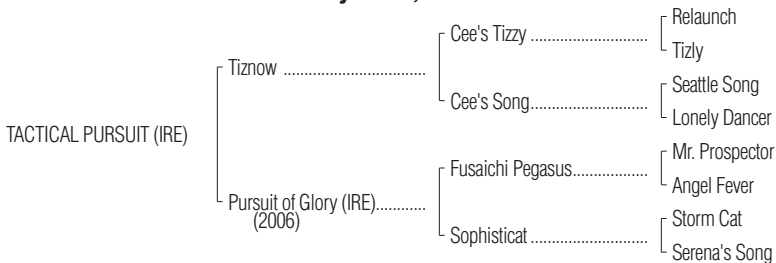 Relaunch
Cee's Tizzy ............................
Tizly
Tiznow ..................................
Seattle Song
Cee's Song............................
Lonely Dancer
TACTICAL PURSUIT (IRE)
Mr. Prospector
Fusaichi Pegasus..................
Angel Fever
Pursuit of Glory (IRE)............
(2006)
Storm Cat
Sophisticat ............................
Serena's Song